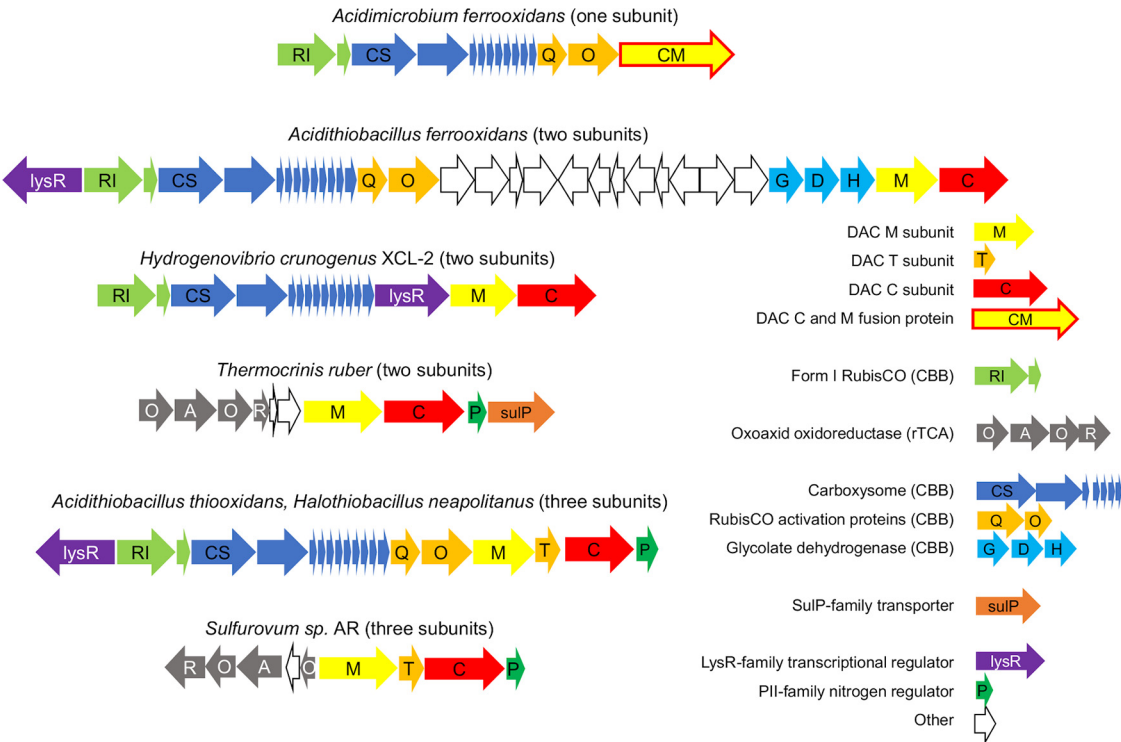 Acidimicrobium ferrooxidans (one subunit)
RI CS Q O CM
Acidithiobacillus ferrooxidans (two subunits)
lysR RI CS Q O G D H M C
Hydrogenovibrio crunogenus XCL-2 (two subunits)
RI CS lysR M C
Thermocrinis ruber (two subunits)
O A O R M C P sulP
Acidithiobacillus thiooxidans, Halothiobacillus neapolitanus (three subunits)
lysR RI CS Q O M T C P
Sulfurovum sp. AR (three subunits)
R O A O M T C P
DAC M subunit M
DAC T subunit T
DAC C subunit C
DAC C and M fusion protein CM
Form I RubisCO (CBB) RI
Oxoaxid oxidoreductase (rTCA) O A O R
Carboxysome (CBB) CS
RubisCO activation proteins (CBB) Q O
Glycolate dehydrogenase (CBB) G D H
SulP-family transporter sulP
LysR-family transcriptional regulator lysR
PII-family nitrogen regulator P
Other